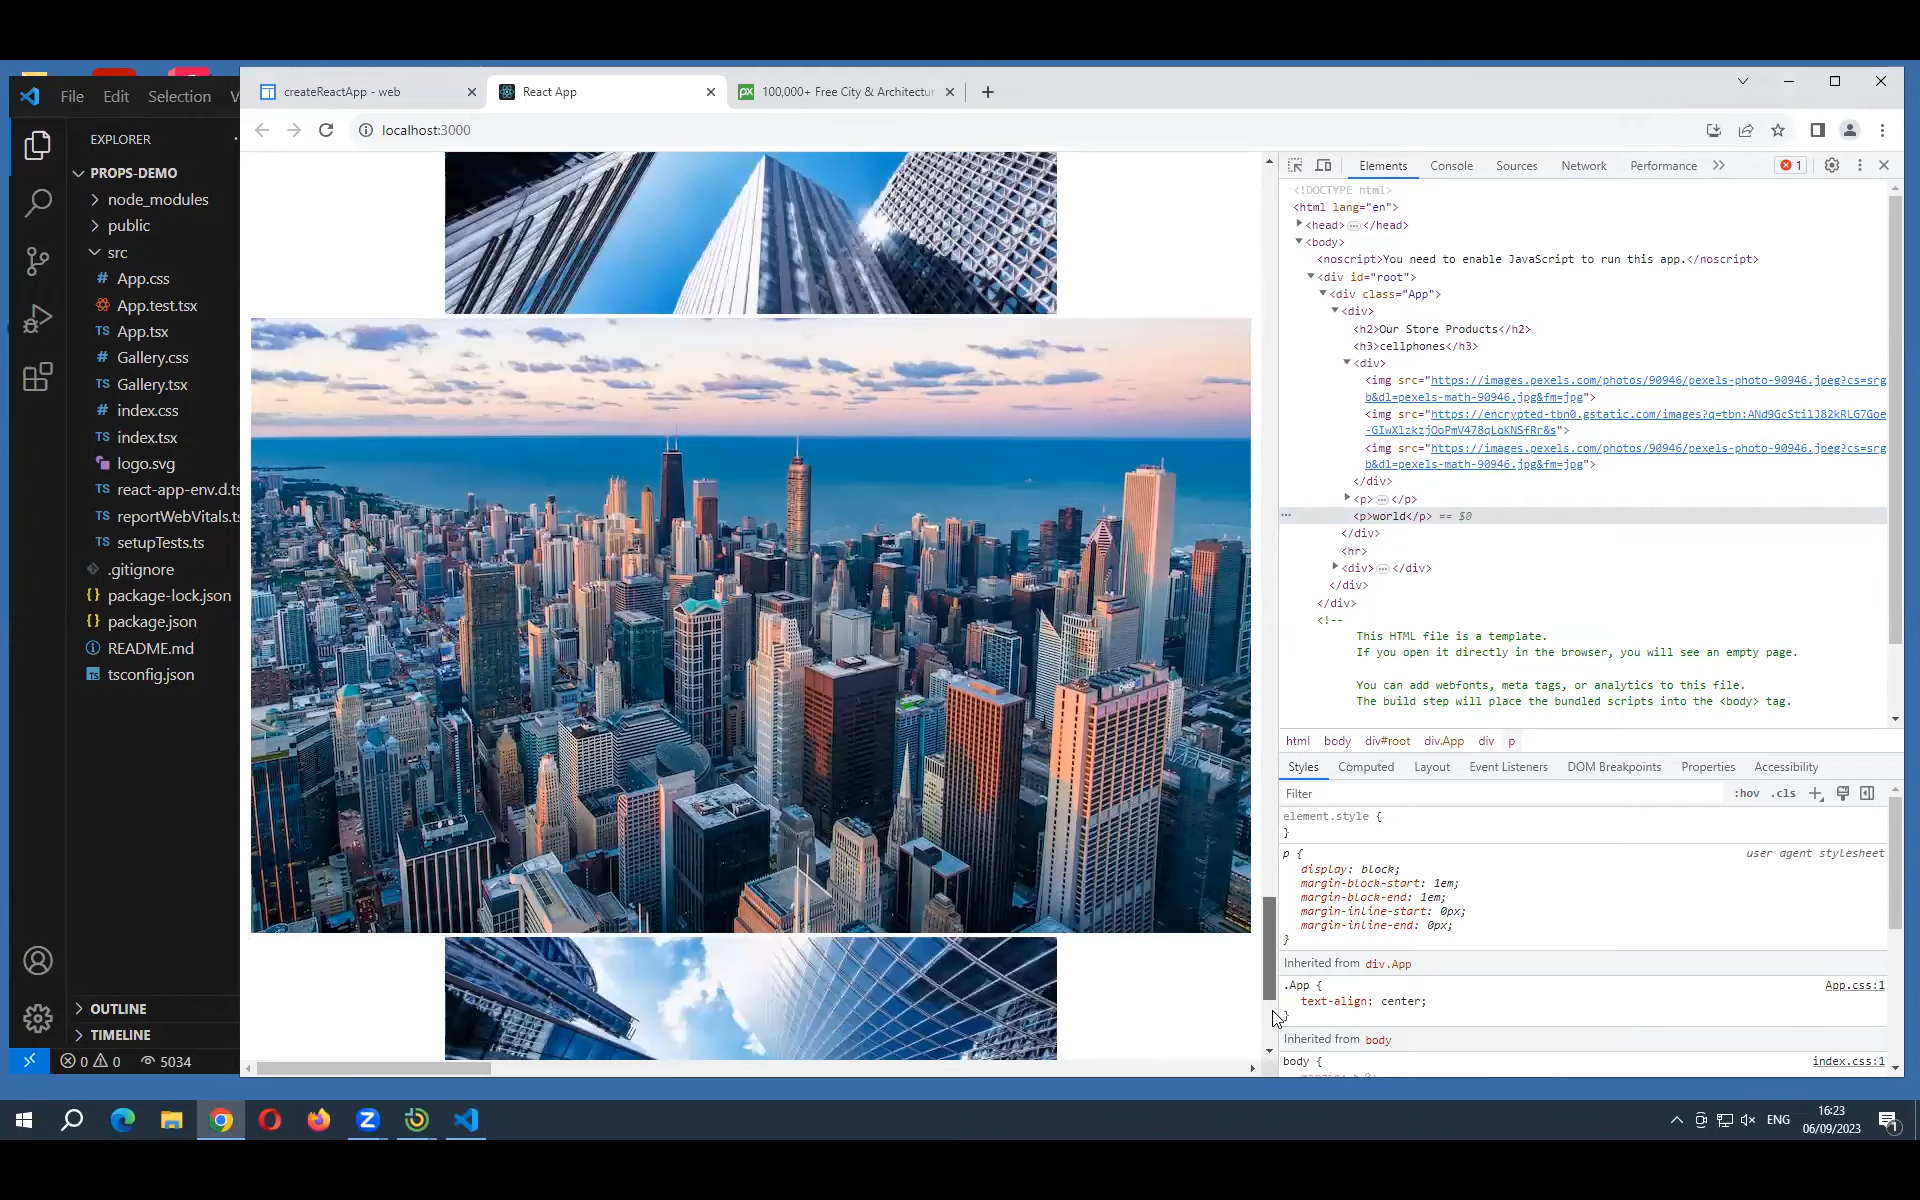 File Edit Selection V
EXPLORER
PROPS-DEMO
node_modules
public
src
# App.css
App.test.tsx
TS App.tsx
# Gallery.css
TS Gallery.tsx
# index.css
TS index.tsx
logo.svg
TS react-app-env.d.ts
TS reportWebVitals.ts
TS setupTests.ts
.gitignore
{} package-lock.json
{} package.json
README.md
tsconfig.json
OUTLINE
TIMELINE
0 0 5034
createReactApp - web
React App
100,000+ Free City & Architectur
localhost:3000
Elements Console Sources Network Performance 1
<!DOCTYPE html>
<html lang="en">
<head> … </head>
<body>
<noscript>You need to enable JavaScript to run this app.</noscript>
<div id="root">
<div class="App">
<div>
<h2>Our Store Products</h2>
<h3>cellphones</h3>
<div>
<img src="https://images.pexels.com/photos/90946/pexels-photo-90946.jpeg?cs=srg
b&dl=pexels-math-90946.jpg&fm=jpg">
<img src="https://encrypted-tbn0.gstatic.com/images?q=tbn:ANd9GcStilJ82kRLG7Goe
-GIwXlzkzjOoPmV478qLoKNSfRr&s">
<img src="https://images.pexels.com/photos/90946/pexels-photo-90946.jpeg?cs=srg
b&dl=pexels-math-90946.jpg&fm=jpg">
</div>
<p> … </p>
<p>world</p> == $0
</div>
<hr>
<div> … </div>
</div>
</div>
<!--
This HTML file is a template.
If you open it directly in the browser, you will see an empty page.
You can add webfonts, meta tags, or analytics to this file.
The build step will place the bundled scripts into the <body> tag.
html body div#root div.App div p
Styles Computed Layout Event Listeners DOM Breakpoints Properties Accessibility
Filter :hov .cls
element.style {
}
p { user agent stylesheet
display: block;
margin-block-start: 1em;
margin-block-end: 1em;
margin-inline-start: 0px;
margin-inline-end: 0px;
}
Inherited from div.App
.App { App.css:1
text-align: center;
}
Inherited from body
body { index.css:1
ENG 16:23
06/09/2023
1